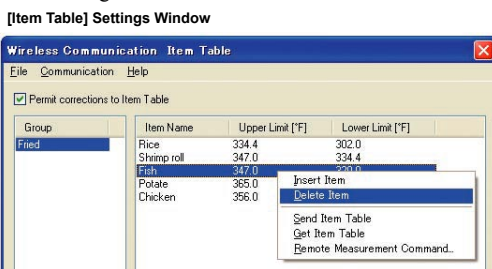 [Item Table] Settings Window
Wireless Communication Item Table
File Communication Help
Permit corrections to Item Table
Group Item Name Upper Limit [°F] Lower Limit [°F]
Fried Rice 334.4 302.0
Shrimp roll 347.0 334.4
Fish 347.0
Potate 365.0
Chicken 356.0
Insert Item
Delete Item
Send Item Table
Get Item Table
Remote Measurement Command...